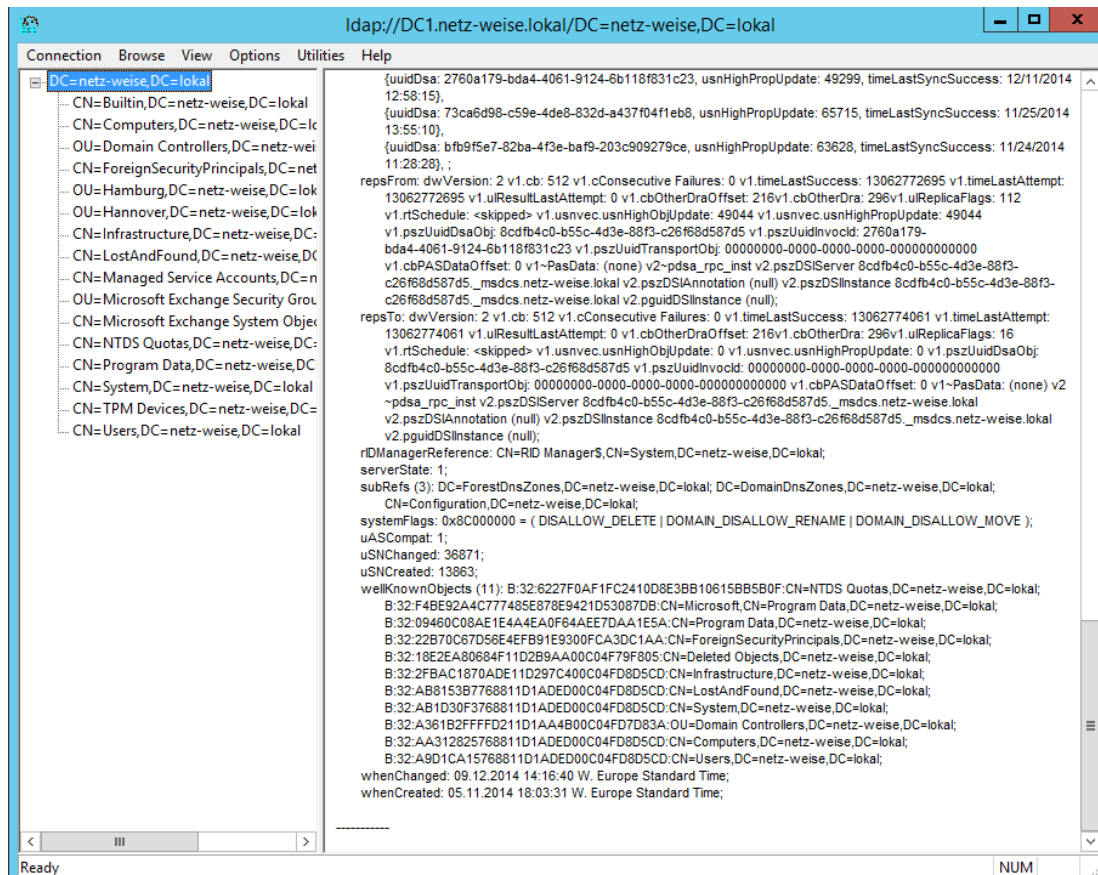 ldap://DC1.netz-weise.lokal/DC=netz-weise,DC=lokal
Connection Browse View Options Utilities Help
DC=netz-weise,DC=lokal
CN=Builtin,DC=netz-weise,DC=lokal
CN=Computers,DC=netz-weise,DC=lc
OU=Domain Controllers,DC=netz-wei
CN=ForeignSecurityPrincipals,DC=net
OU=Hamburg,DC=netz-weise,DC=lok
OU=Hannover,DC=netz-weise,DC=lok
CN=Infrastructure,DC=netz-weise,DC:
CN=LostAndFound,DC=netz-weise,DC
CN=Managed Service Accounts,DC=n
OU=Microsoft Exchange Security Grou
CN=Microsoft Exchange System Objec
CN=NTDS Quotas,DC=netz-weise,DC:
CN=Program Data,DC=netz-weise,DC
CN=System,DC=netz-weise,DC=lokal
CN=TPM Devices,DC=netz-weise,DC=
CN=Users,DC=netz-weise,DC=lokal
{uuidDsa: 2760a179-bda4-4061-9124-6b118f831c23, usnHighPropUpdate: 49299, timeLastSyncSuccess: 12/11/2014
12:58:15},
{uuidDsa: 73ca6d98-c59e-4de8-832d-a437f04f1eb8, usnHighPropUpdate: 65715, timeLastSyncSuccess: 11/25/2014
13:55:10},
{uuidDsa: bfb9f5e7-82ba-4f3e-baf9-203c909279ce, usnHighPropUpdate: 63628, timeLastSyncSuccess: 11/24/2014
11:28:28}, ;
repsFrom: dwVersion: 2 v1.cb: 512 v1.cConsecutive Failures: 0 v1.timeLastSuccess: 13062772695 v1.timeLastAttempt:
13062772695 v1.ulResultLastAttempt: 0 v1.cbOtherDraOffset: 216v1.cbOtherDra: 296v1.ulReplicaFlags: 112
v1.rtSchedule: <skipped> v1.usnvec.usnHighObjUpdate: 49044 v1.usnvec.usnHighPropUpdate: 49044
v1.pszUuidDsaObj: 8cdfb4c0-b55c-4d3e-88f3-c26f68d587d5 v1.pszUuidInvocId: 2760a179-
bda4-4061-9124-6b118f831c23 v1.pszUuidTransportObj: 00000000-0000-0000-0000-000000000000
v1.cbPASDataOffset: 0 v1~PasData: (none) v2~pdsa_rpc_inst v2.pszDSIServer 8cdfb4c0-b55c-4d3e-88f3-
c26f68d587d5._msdcs.netz-weise.lokal v2.pszDSIAnnotation (null) v2.pszDSIInstance 8cdfb4c0-b55c-4d3e-88f3-
c26f68d587d5._msdcs.netz-weise.lokal v2.pguidDSIInstance (null);
repsTo: dwVersion: 2 v1.cb: 512 v1.cConsecutive Failures: 0 v1.timeLastSuccess: 13062774061 v1.timeLastAttempt:
13062774061 v1.ulResultLastAttempt: 0 v1.cbOtherDraOffset: 216v1.cbOtherDra: 296v1.ulReplicaFlags: 16
v1.rtSchedule: <skipped> v1.usnvec.usnHighObjUpdate: 0 v1.usnvec.usnHighPropUpdate: 0 v1.pszUuidDsaObj:
8cdfb4c0-b55c-4d3e-88f3-c26f68d587d5 v1.pszUuidInvocId: 00000000-0000-0000-0000-000000000000
v1.pszUuidTransportObj: 00000000-0000-0000-0000-000000000000 v1.cbPASDataOffset: 0 v1~PasData: (none) v2
~pdsa_rpc_inst v2.pszDSIServer 8cdfb4c0-b55c-4d3e-88f3-c26f68d587d5._msdcs.netz-weise.lokal
v2.pszDSIAnnotation (null) v2.pszDSIInstance 8cdfb4c0-b55c-4d3e-88f3-c26f68d587d5._msdcs.netz-weise.lokal
v2.pguidDSIInstance (null);
rIDManagerReference: CN=RID Manager$,CN=System,DC=netz-weise,DC=lokal;
serverState: 1;
subRefs (3): DC=ForestDnsZones,DC=netz-weise,DC=lokal; DC=DomainDnsZones,DC=netz-weise,DC=lokal;
CN=Configuration,DC=netz-weise,DC=lokal;
systemFlags: 0x8C000000 = ( DISALLOW_DELETE | DOMAIN_DISALLOW_RENAME | DOMAIN_DISALLOW_MOVE );
uASCompat: 1;
uSNChanged: 36871;
uSNCreated: 13863;
wellKnownObjects (11): B:32:6227F0AF1FC2410D8E3BB10615BB5B0F:CN=NTDS Quotas,DC=netz-weise,DC=lokal;
B:32:F4BE92A4C777485E878E9421D53087DB:CN=Microsoft,CN=Program Data,DC=netz-weise,DC=lokal;
B:32:09460C08AE1E4A4EA0F64AEE7DAA1E5A:CN=Program Data,DC=netz-weise,DC=lokal;
B:32:22B70C67D56E4EFB91E9300FCA3DC1AA:CN=ForeignSecurityPrincipals,DC=netz-weise,DC=lokal;
B:32:18E2EA80684F11D2B9AA00C04F79F805:CN=Deleted Objects,DC=netz-weise,DC=lokal;
B:32:2FBAC1870ADE11D297C400C04FD8D5CD:CN=Infrastructure,DC=netz-weise,DC=lokal;
B:32:AB8153B7768811D1ADED00C04FD8D5CD:CN=LostAndFound,DC=netz-weise,DC=lokal;
B:32:AB1D30F3768811D1ADED00C04FD8D5CD:CN=System,DC=netz-weise,DC=lokal;
B:32:A361B2FFFFD211D1AA4B00C04FD7D83A:OU=Domain Controllers,DC=netz-weise,DC=lokal;
B:32:AA312825768811D1ADED00C04FD8D5CD:CN=Computers,DC=netz-weise,DC=lokal;
B:32:A9D1CA15768811D1ADED00C04FD8D5CD:CN=Users,DC=netz-weise,DC=lokal;
whenChanged: 09.12.2014 14:16:40 W. Europe Standard Time;
whenCreated: 05.11.2014 18:03:31 W. Europe Standard Time;
-----------
Ready
NUM